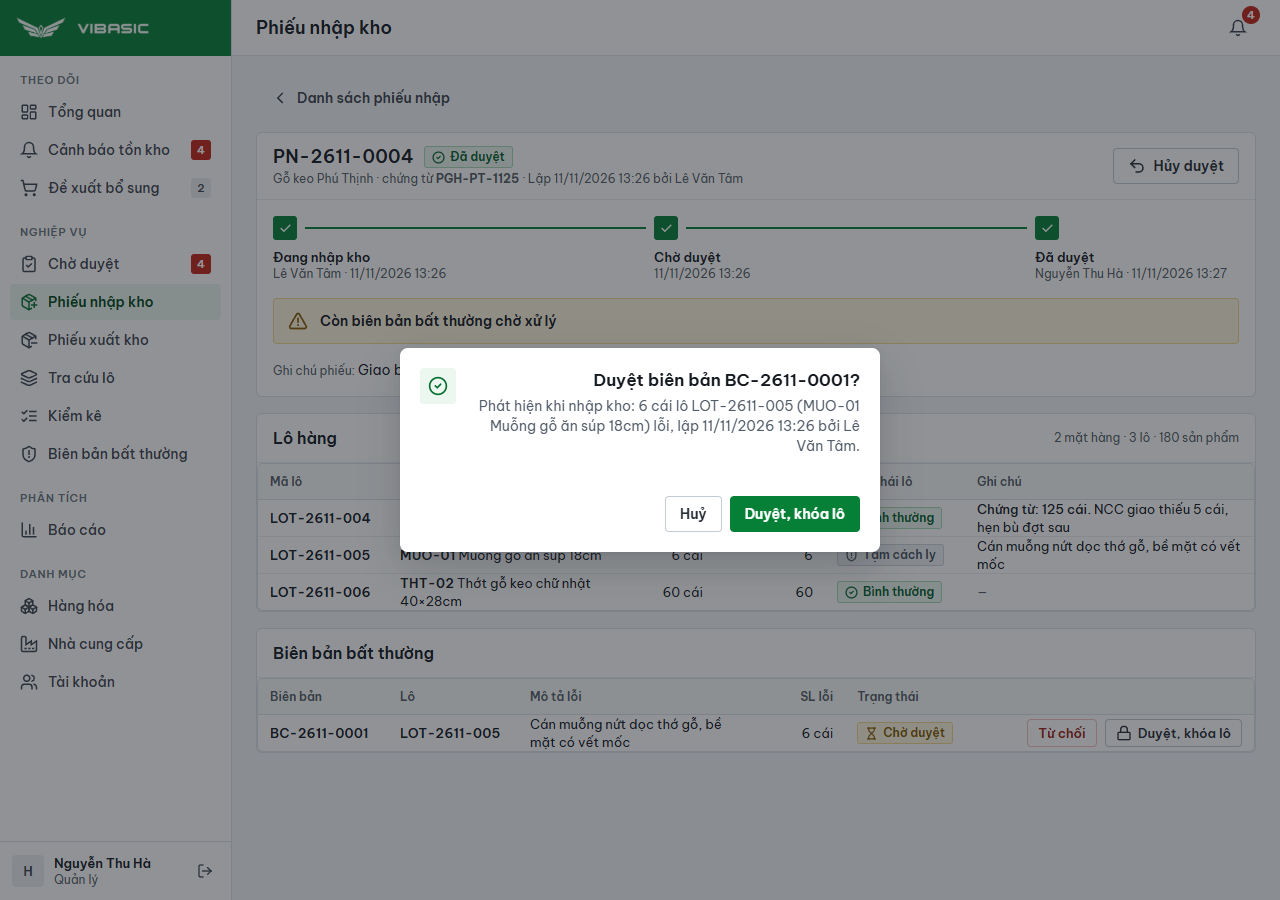 VIBASIC
Phiếu nhập kho
4
THEO DÕI
Tổng quan
Cảnh báo tồn kho 4
Đề xuất bổ sung 2
NGHIỆP VỤ
Chờ duyệt 4
Phiếu nhập kho
Phiếu xuất kho
Tra cứu lô
Kiểm kê
Biên bản bất thường
PHÂN TÍCH
Báo cáo
DANH MỤC
Hàng hóa
Nhà cung cấp
Tài khoản
H
Nguyễn Thu Hà
Quản lý
Danh sách phiếu nhập
PN-2611-0004 Đã duyệt
Gỗ keo Phú Thịnh · chứng từ PGH-PT-1125 · Lập 11/11/2026 13:26 bởi Lê Văn Tâm
Hủy duyệt
Đang nhập kho
Lê Văn Tâm · 11/11/2026 13:26
Chờ duyệt
11/11/2026 13:26
Đã duyệt
Nguyễn Thu Hà · 11/11/2026 13:27
Còn biên bản bất thường chờ xử lý
Ghi chú phiếu: Giao
Duyệt biên bản BC-2611-0001?
Phát hiện khi nhập kho: 6 cái lô LOT-2611-005 (MUO-01
Muỗng gỗ ăn súp 18cm) lỗi, lập 11/11/2026 13:26 bởi Lê
Văn Tâm.
Huỷ
Duyệt, khóa lô
Lô hàng
2 mặt hàng · 3 lô · 180 sản phẩm
Mã lô lô Ghi chú
LOT-2611-004 thường Chứng từ: 125 cái. NCC giao thiếu 5 cái,
hẹn bù đợt sau
LOT-2611-005 MUO-01 Muỗng gỗ ăn súp 18cm 6 cái 6 Tạm cách ly Cán muỗng nứt dọc thớ gỗ, bề mặt có vết
mốc
LOT-2611-006 THT-02 Thớt gỗ keo chữ nhật
40×28cm 60 cái 60 Bình thường –
Biên bản bất thường
Biên bản Lô Mô tả lỗi SL lỗi Trạng thái
BC-2611-0001 LOT-2611-005 Cán muỗng nứt dọc thớ gỗ, bề
mặt có vết mốc 6 cái Chờ duyệt Từ chối Duyệt, khóa lô